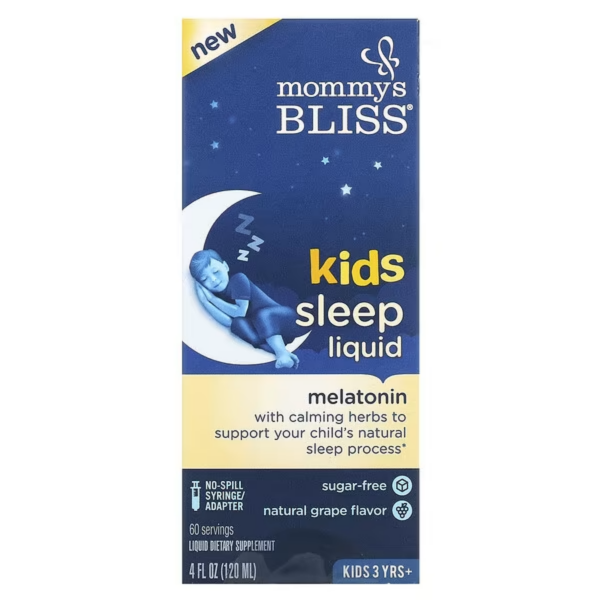 new
mommy's
BLISS®
Z
Z
Z
kids
sleep
liquid
melatonin
with calming herbs to
support your child's natural
sleep process*
NO-SPILL
SYRINGE/
ADAPTER
sugar-free
natural grape flavor
60 servings
LIQUID DIETARY SUPPLEMENT
4 FL OZ (120 ML)
KIDS 3 YRS+